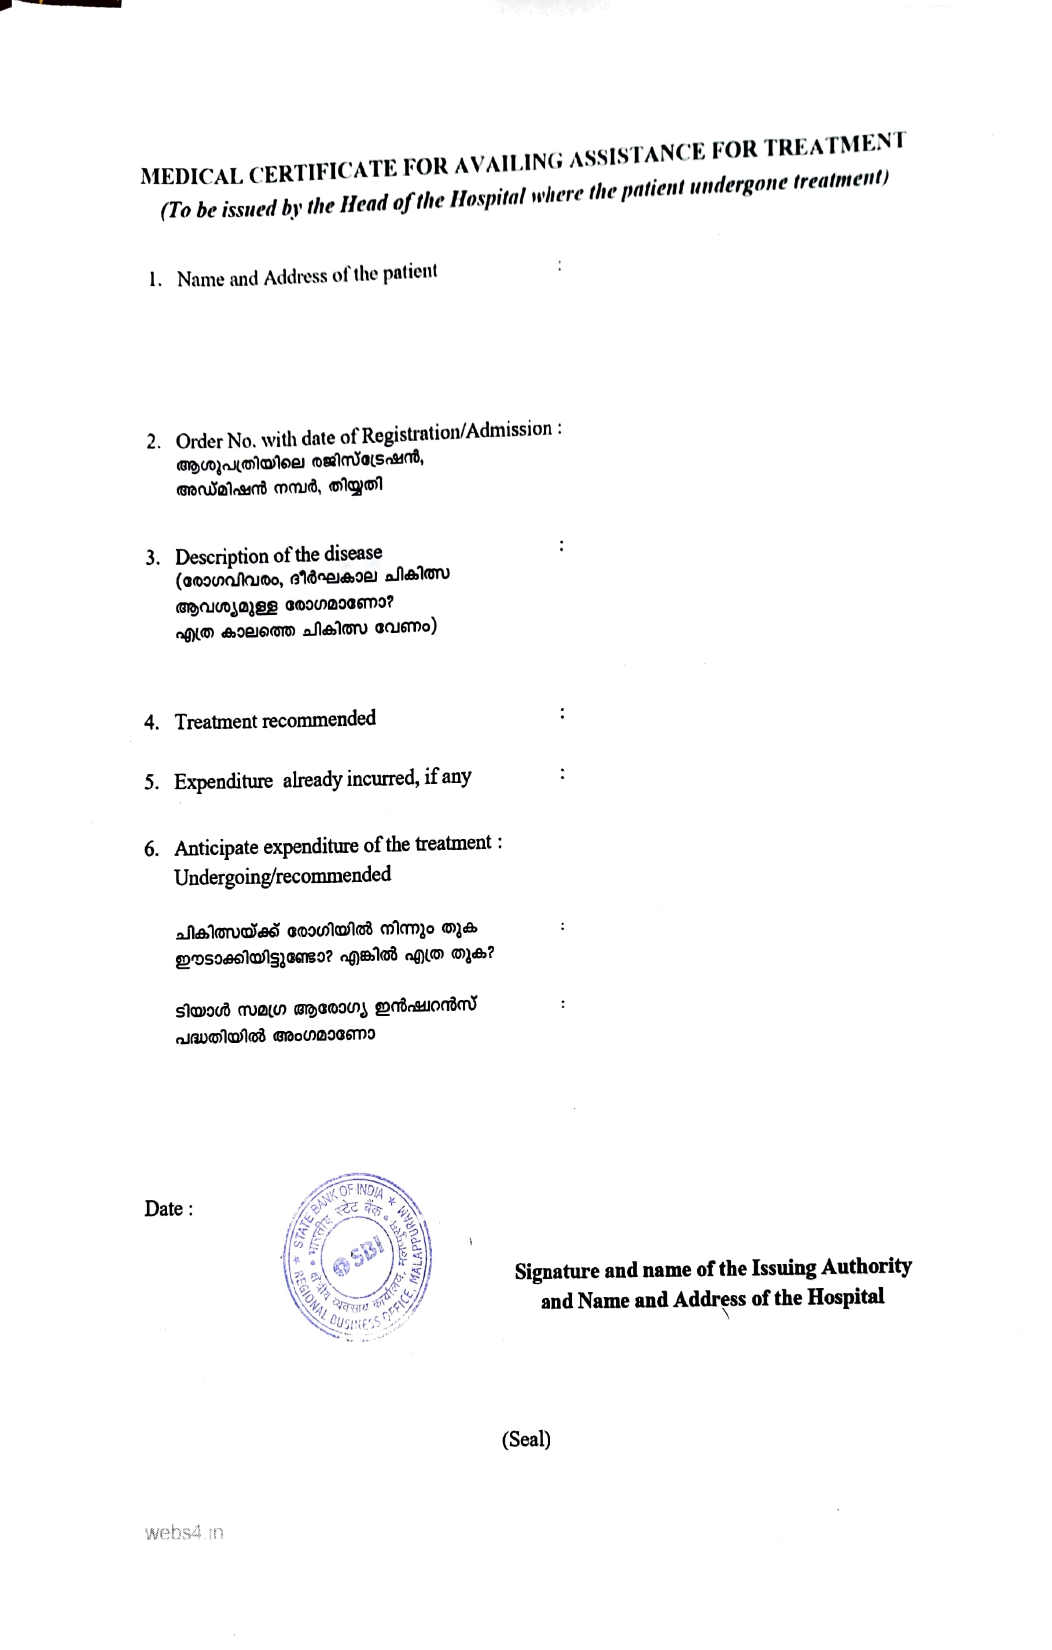 MEDICAL CERTIFICATE FOR AVAILING ASSISTANCE FOR TREATMENT
(To be issued by the Head of the Hospital where the patient undergone treatment)
1. Name and Address of the patient :
2. Order No. with date of Registration/Admission :
ആശുപത്രിയിലെ രജിസ്ട്രേഷൻ,
അഡ്മിഷൻ നമ്പർ, തിയ്യതി
3. Description of the disease :
(രോഗവിവരം, ദീർഘകാല ചികിത്സ
ആവശ്യമുള്ള രോഗമാണോ?
എത്ര കാലത്തെ ചികിത്സ വേണം)
4. Treatment recommended :
5. Expenditure already incurred, if any :
6. Anticipate expenditure of the treatment :
Undergoing/recommended
ചികിത്സയ്ക്ക് രോഗിയിൽ നിന്നും തുക :
ഈടാക്കിയിട്ടുണ്ടോ? എങ്കിൽ എത്ര തുക?
ടിയാൾ സമഗ്ര ആരോഗ്യ ഇൻഷ്വറൻസ് :
പദ്ധതിയിൽ അംഗമാണോ
Date :
★ STATE BANK OF INDIA ★
REGIONAL BUSINESS OFFICE, MALAPPURAM
भारतीय स्टेट बैंक
क्षेत्रीय व्यवसाय कार्यालय, मलप्पुरम
SBI
Signature and name of the Issuing Authority
and Name and Address of the Hospital
(Seal)
webs4.in